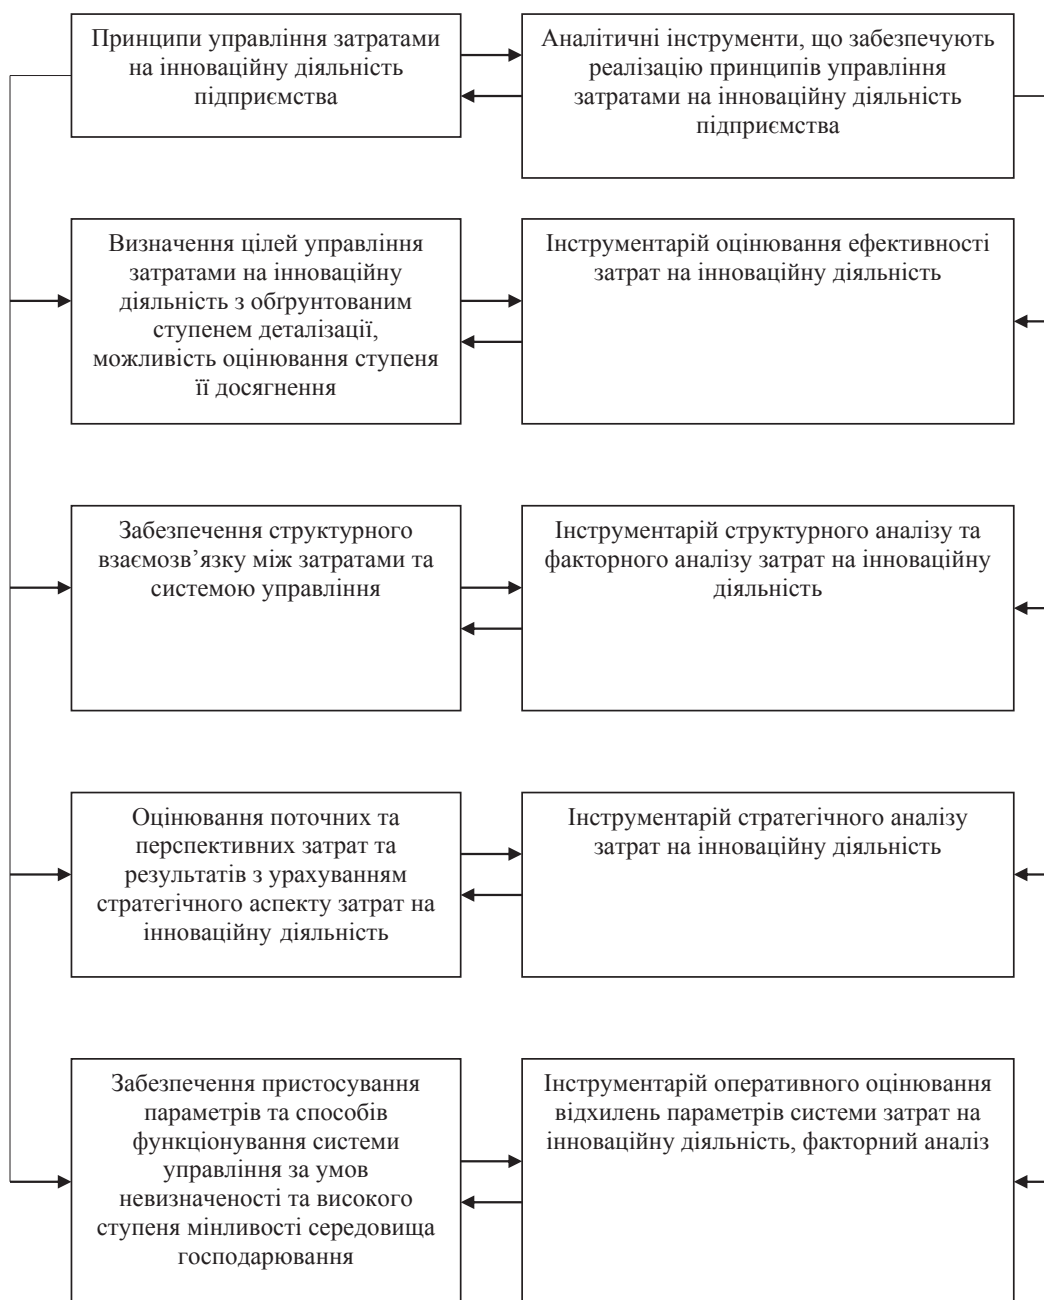 Принципи управління затратами
на інноваційну діяльність
підприємства
Аналітичні інструменти, що забезпечують
реалізацію принципів управління
затратами на інноваційну діяльність
підприємства
Визначення цілей управління
затратами на інноваційну
діяльність з обґрунтованим
ступенем деталізації,
можливість оцінювання ступеня
її досягнення
Інструментарій оцінювання ефективності
затрат на інноваційну діяльність
Забезпечення структурного
взаємозв’язку між затратами та
системою управління
Інструментарій структурного аналізу та
факторного аналізу затрат на інноваційну
діяльність
Оцінювання поточних та
перспективних затрат та
результатів з урахуванням
стратегічного аспекту затрат на
інноваційну діяльність
Інструментарій стратегічного аналізу
затрат на інноваційну діяльність
Забезпечення пристосування
параметрів та способів
функціонування системи
управління за умов
невизначеності та високого
ступеня мінливості середовища
господарювання
Інструментарій оперативного оцінювання
відхилень параметрів системи затрат на
інноваційну діяльність, факторний аналіз